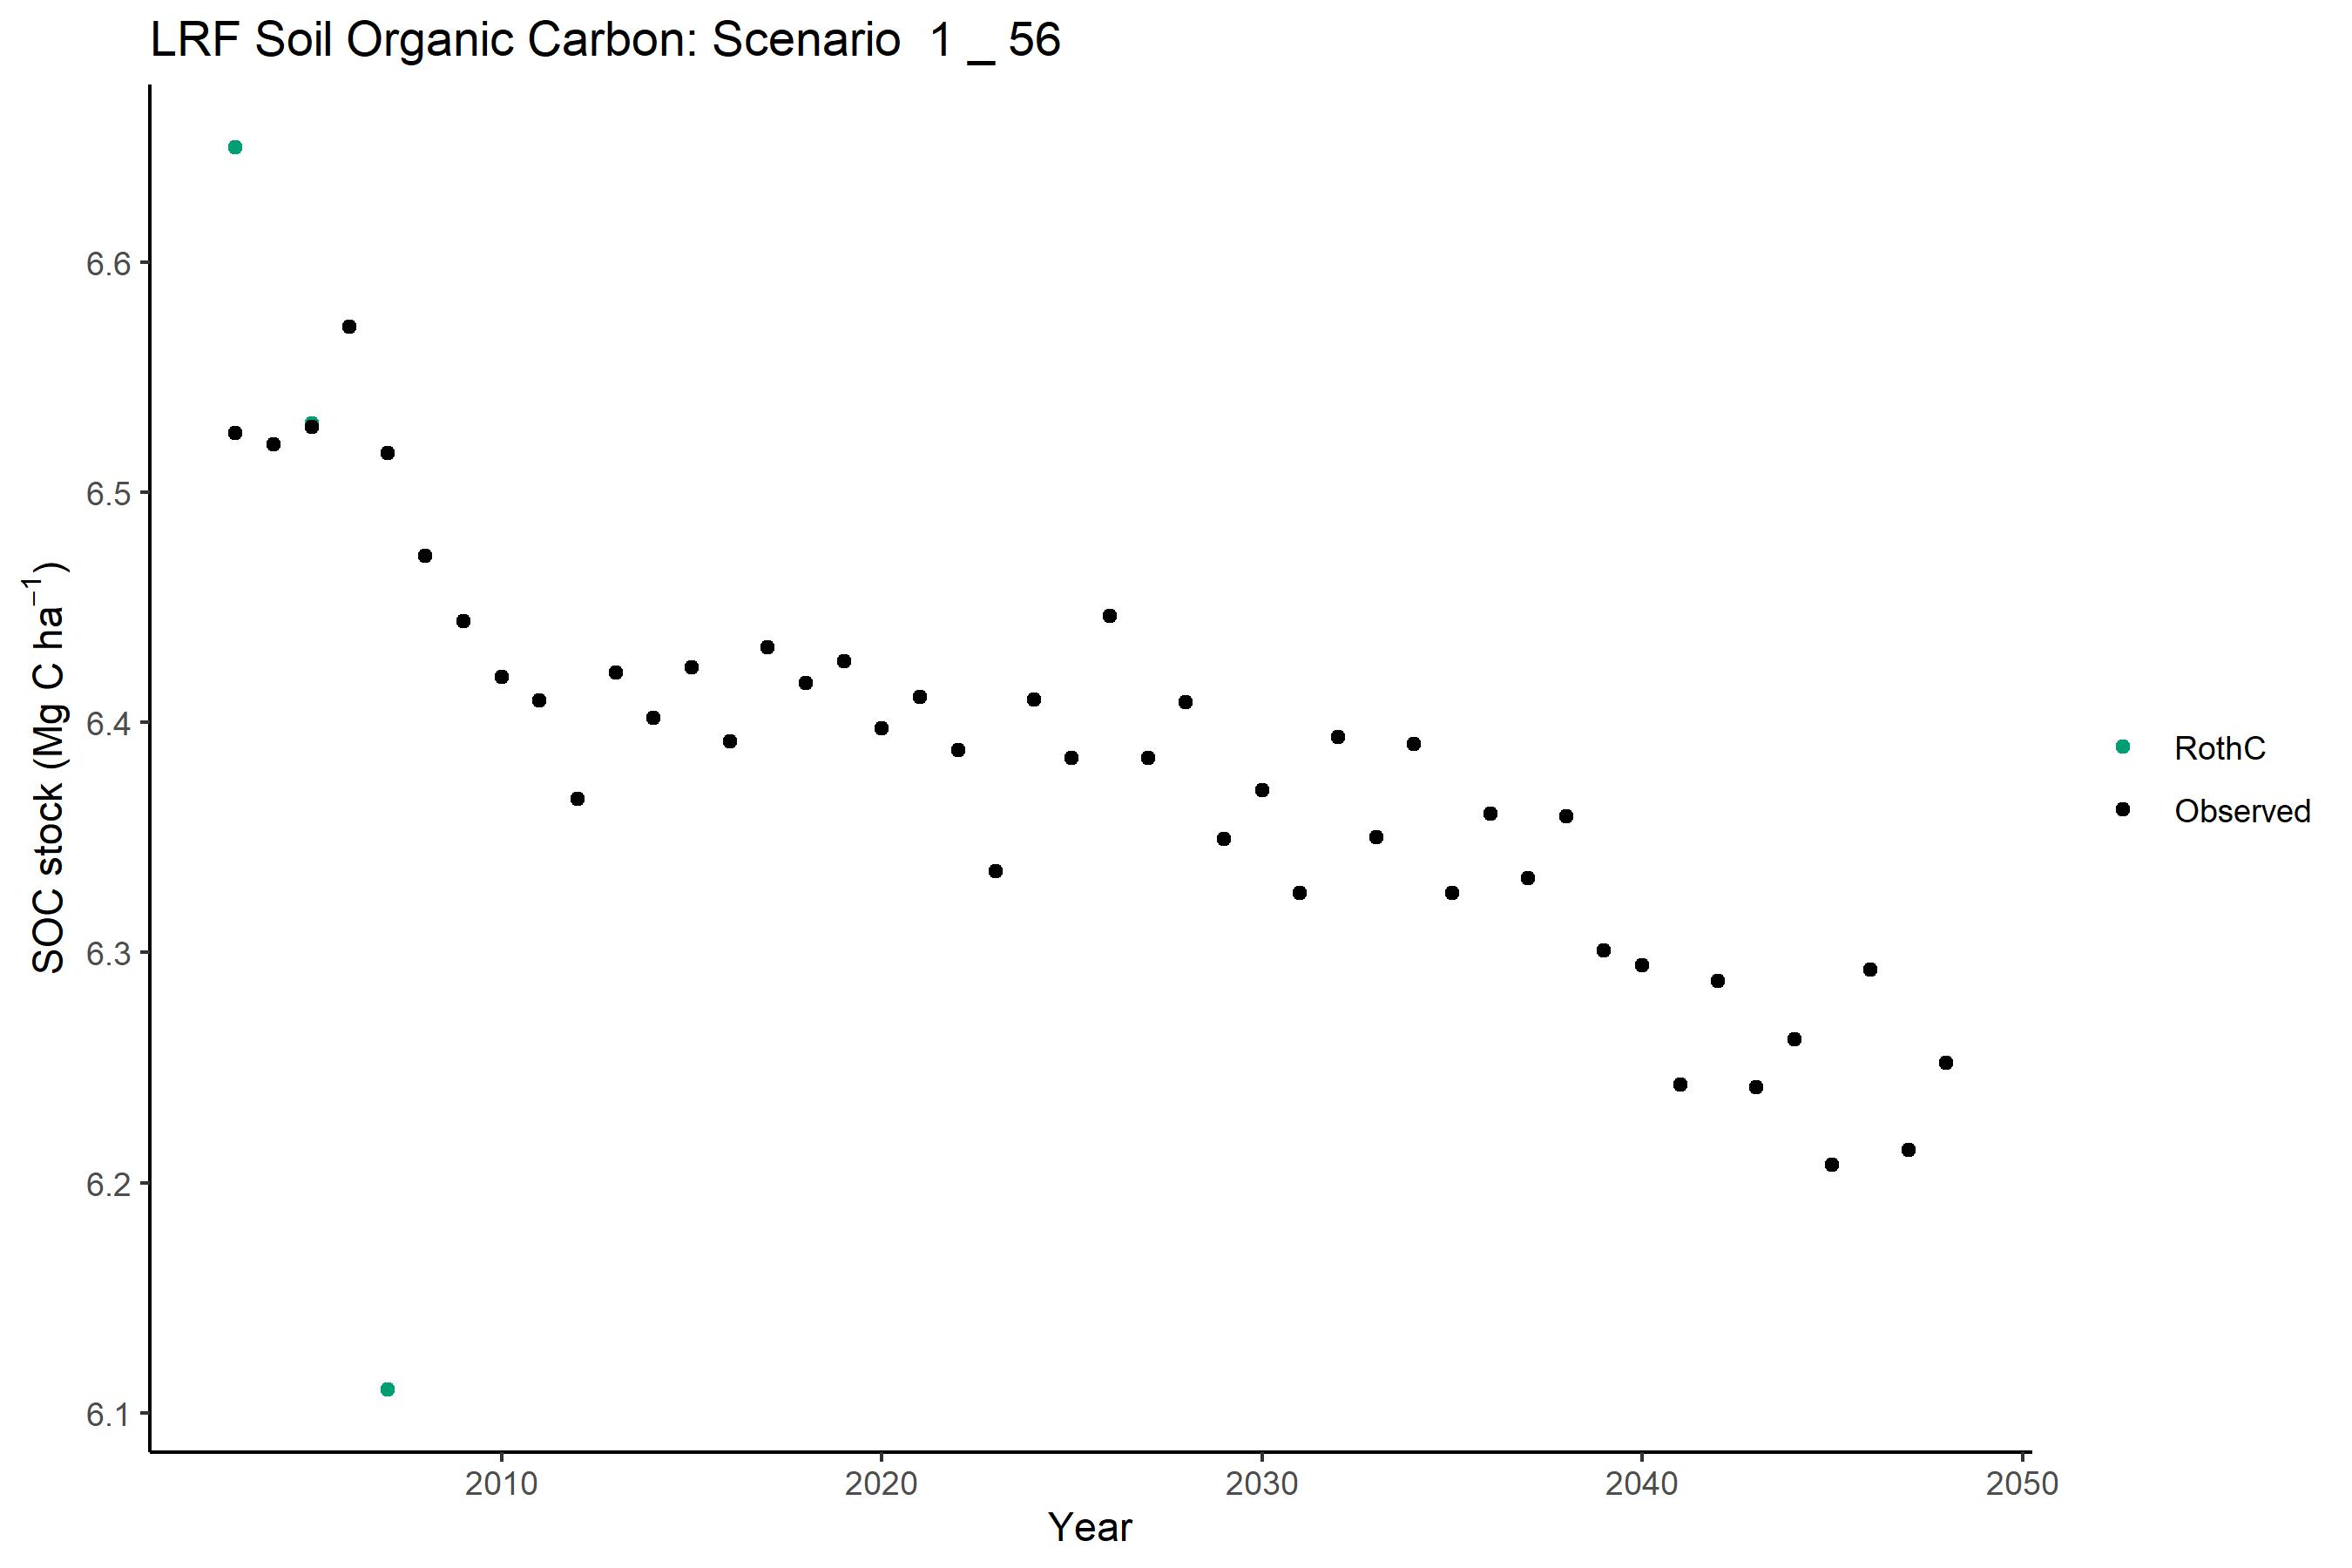 LRF Soil Organic Carbon: Scenario  1 _ 56
SOC stock (Mg C ha⁻¹)
6.6
6.5
6.4
6.3
6.2
6.1
2010 2020 2030 2040 2050
Year
RothC
Observed